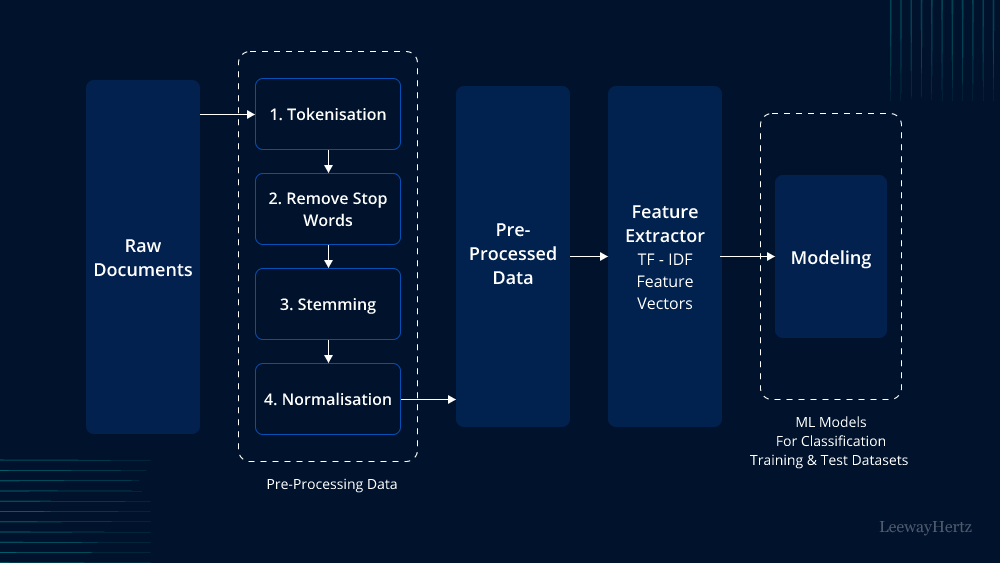 Raw
Documents
1. Tokenisation
2. Remove Stop
Words
3. Stemming
4. Normalisation
Pre-Processing Data
Pre-
Processed
Data
Feature
Extractor
TF - IDF
Feature
Vectors
Modeling
ML Models
For Classification
Training & Test Datasets
LeewayHertz